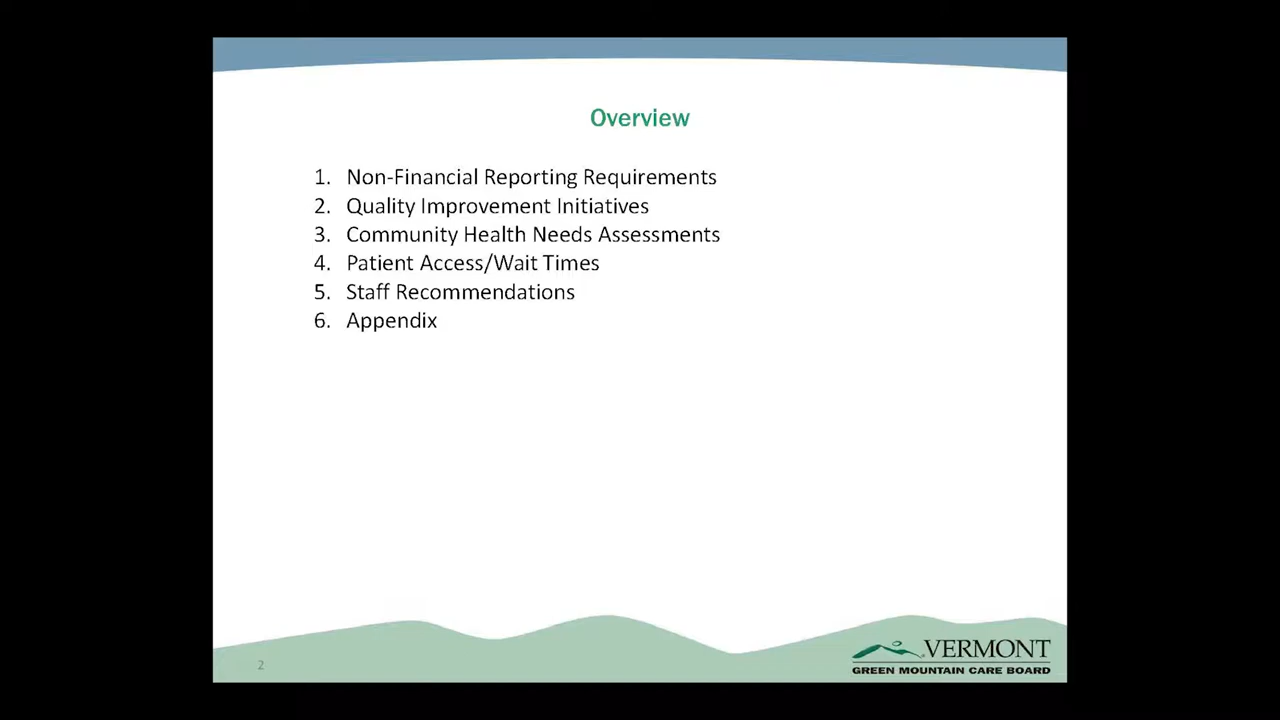 Overview
1. Non-Financial Reporting Requirements
2. Quality Improvement Initiatives
3. Community Health Needs Assessments
4. Patient Access/Wait Times
5. Staff Recommendations
6. Appendix
2
VERMONT
GREEN MOUNTAIN CARE BOARD